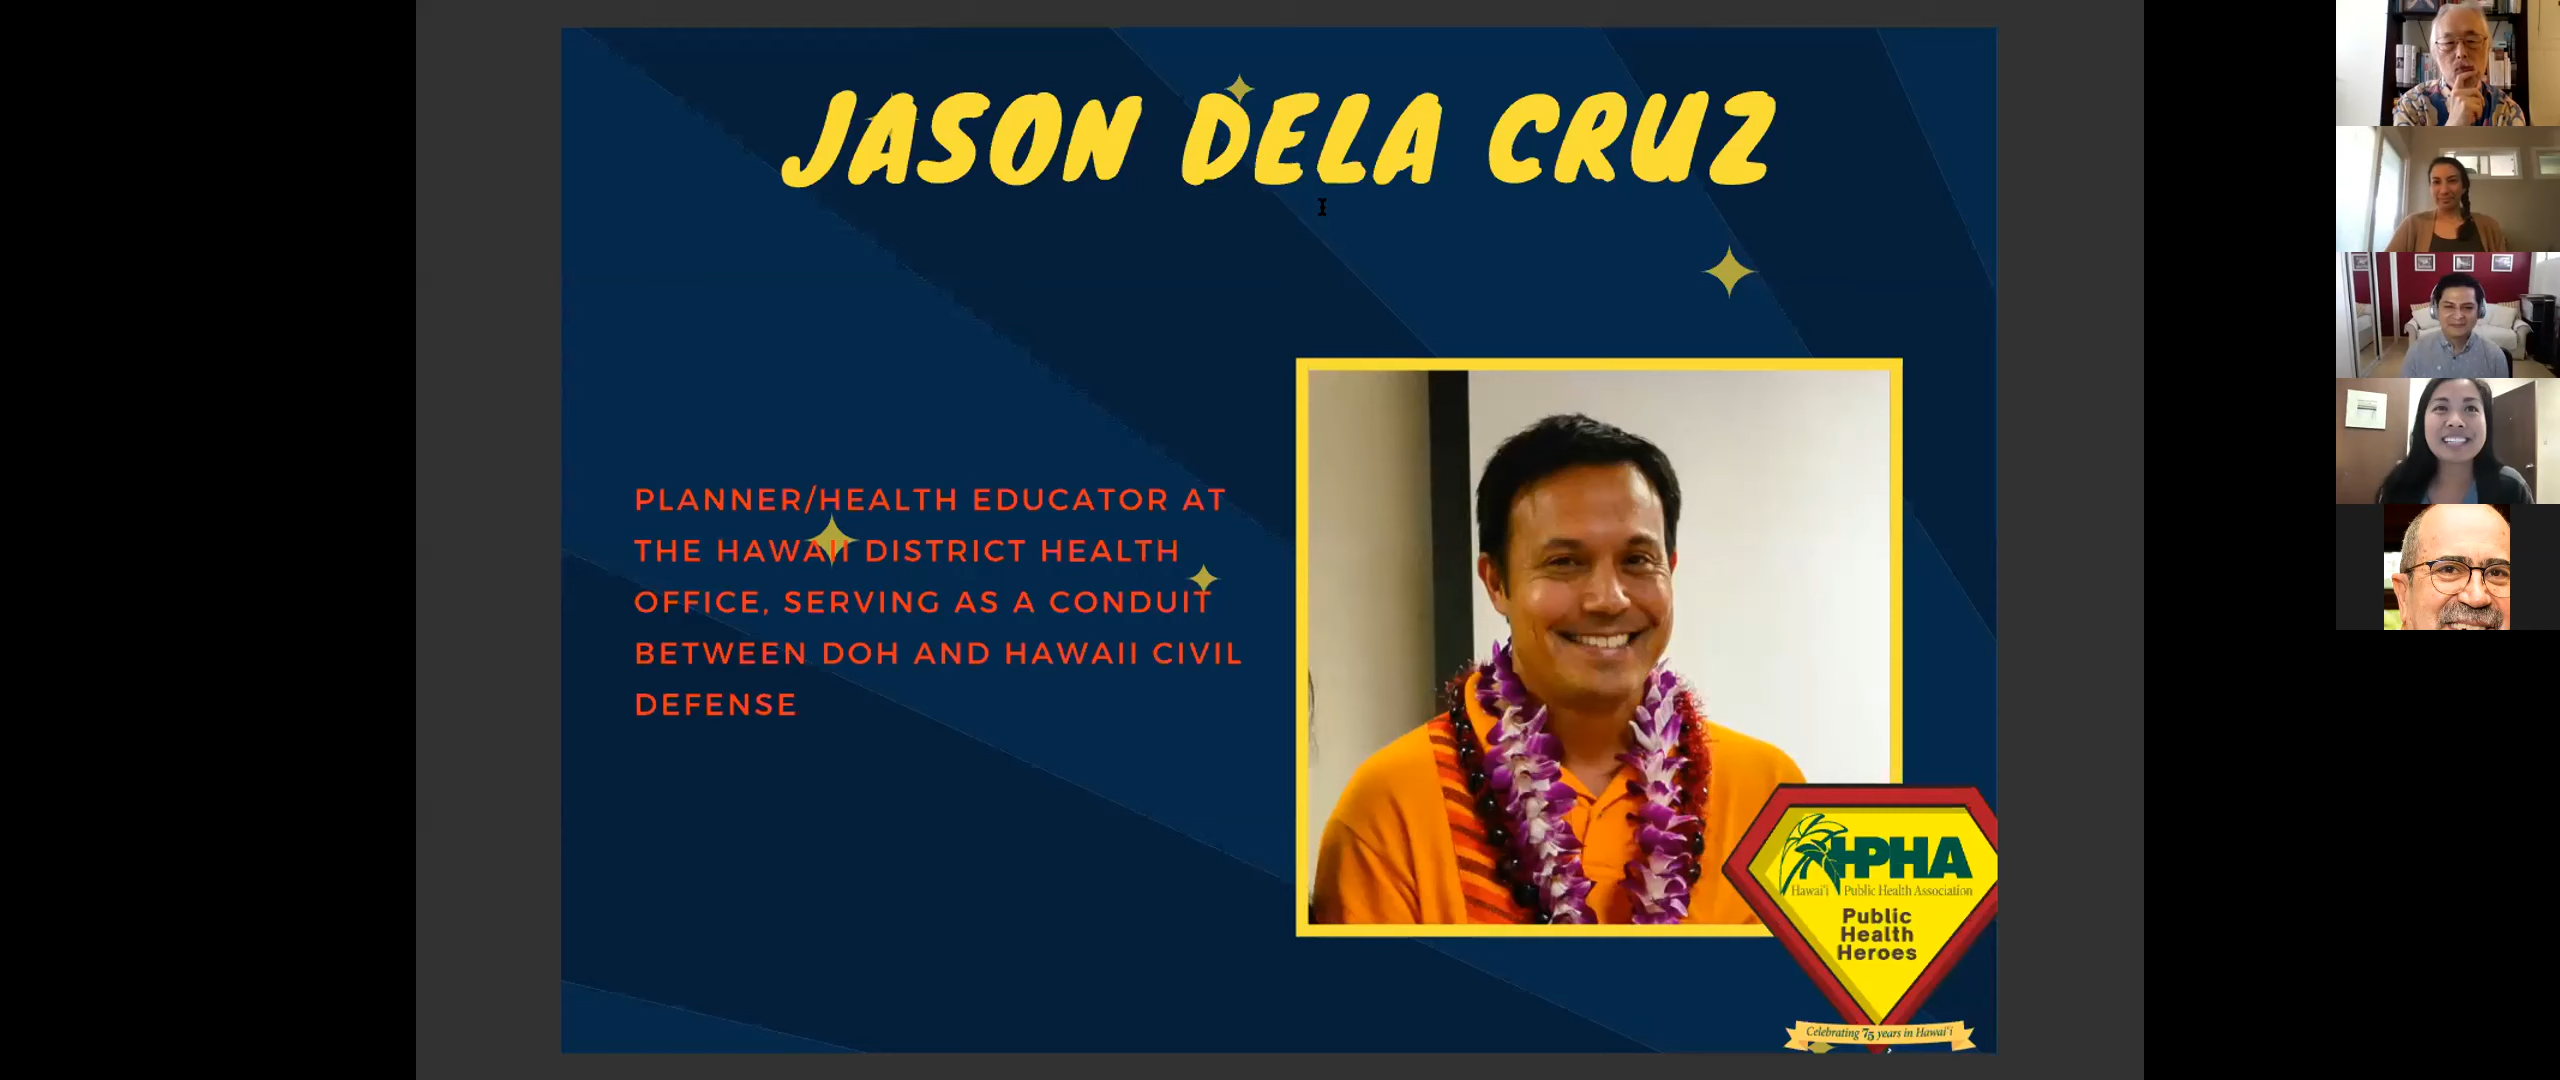 JASON DELA CRUZ
PLANNER/HEALTH EDUCATOR AT
THE HAWAII DISTRICT HEALTH
OFFICE, SERVING AS A CONDUIT
BETWEEN DOH AND HAWAII CIVIL
DEFENSE
HPHA
Hawai'i Public Health Association
Public
Health
Heroes
Celebrating 75 years in Hawai'i